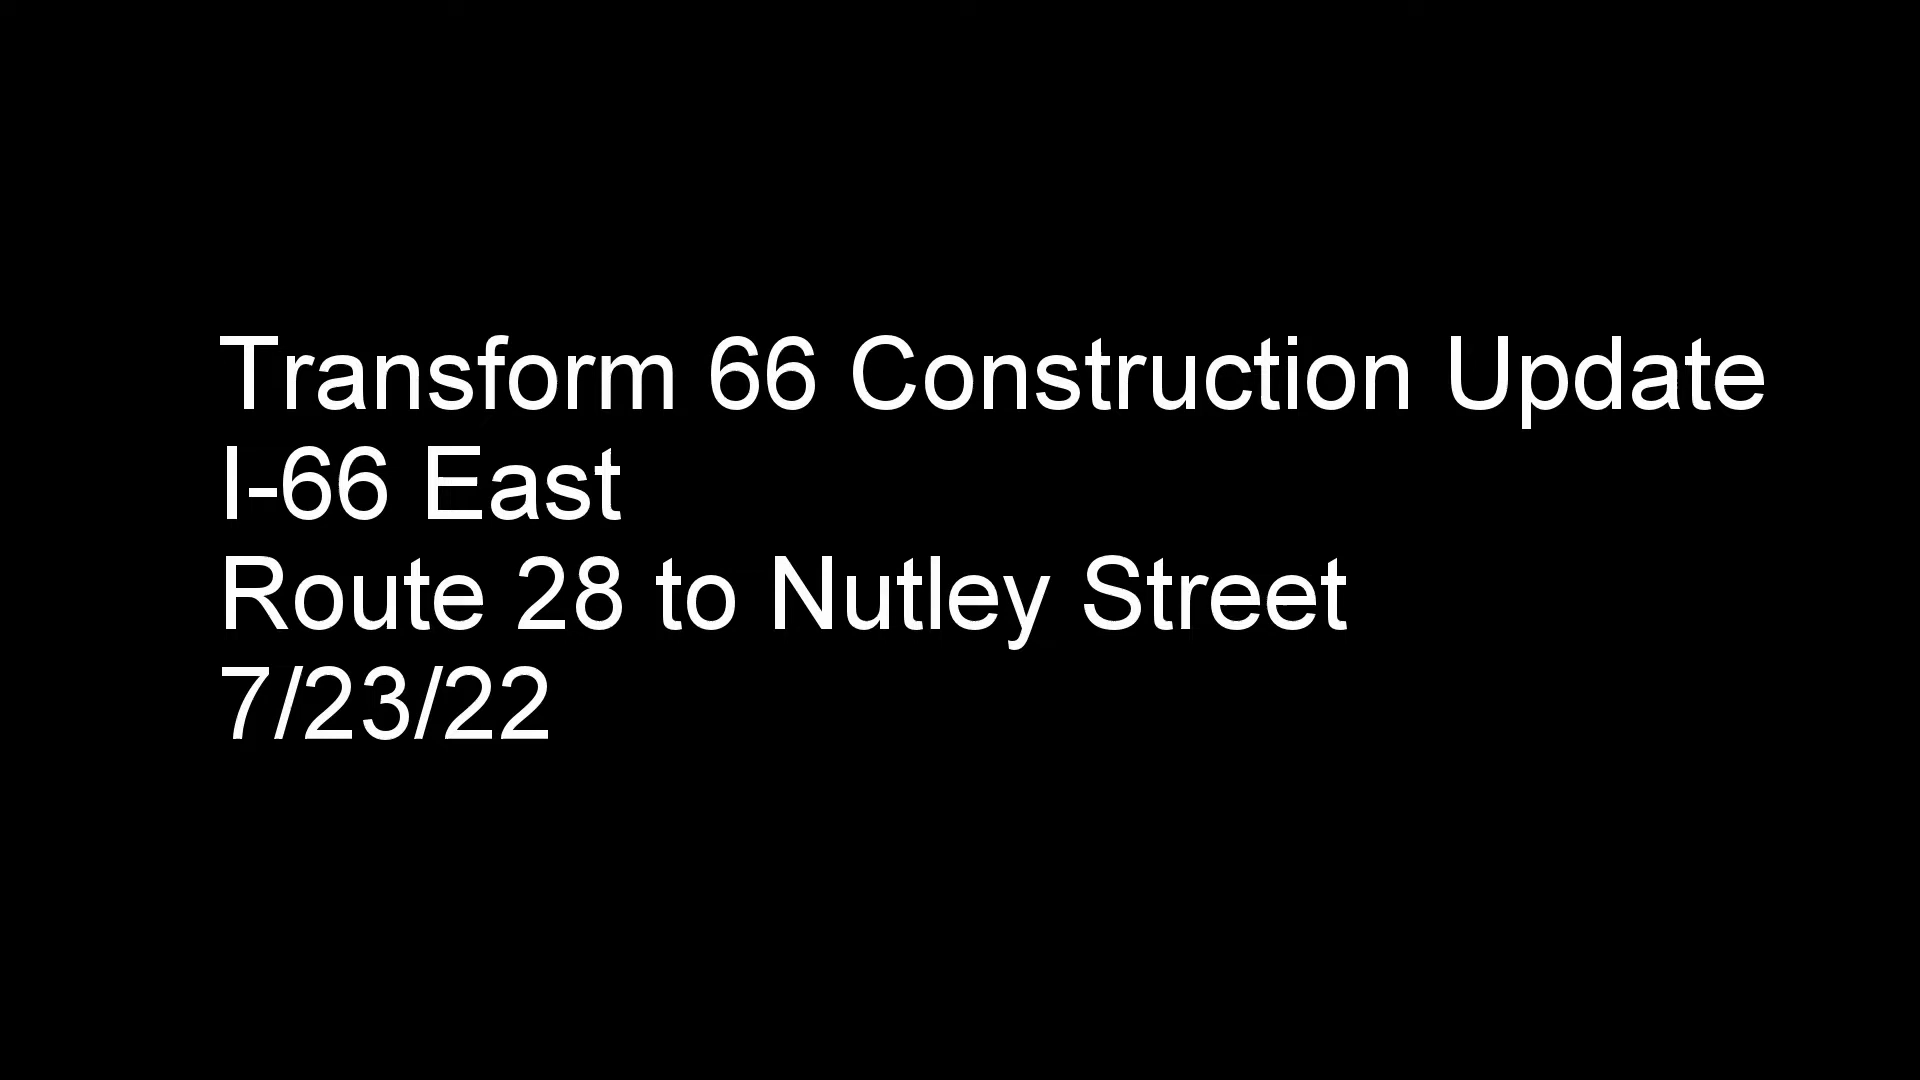 Transform 66 Construction Update
I-66 East
Route 28 to Nutley Street
7/23/22